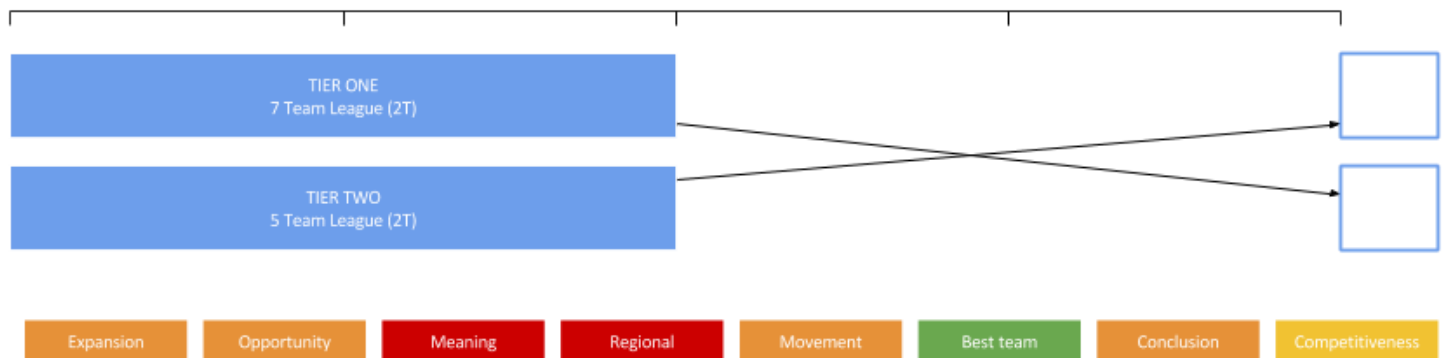 TIER ONE
7 Team League (2T)
TIER TWO
5 Team League (2T)
Expansion
Opportunity
Meaning
Regional
Movement
Best team
Conclusion
Competitiveness